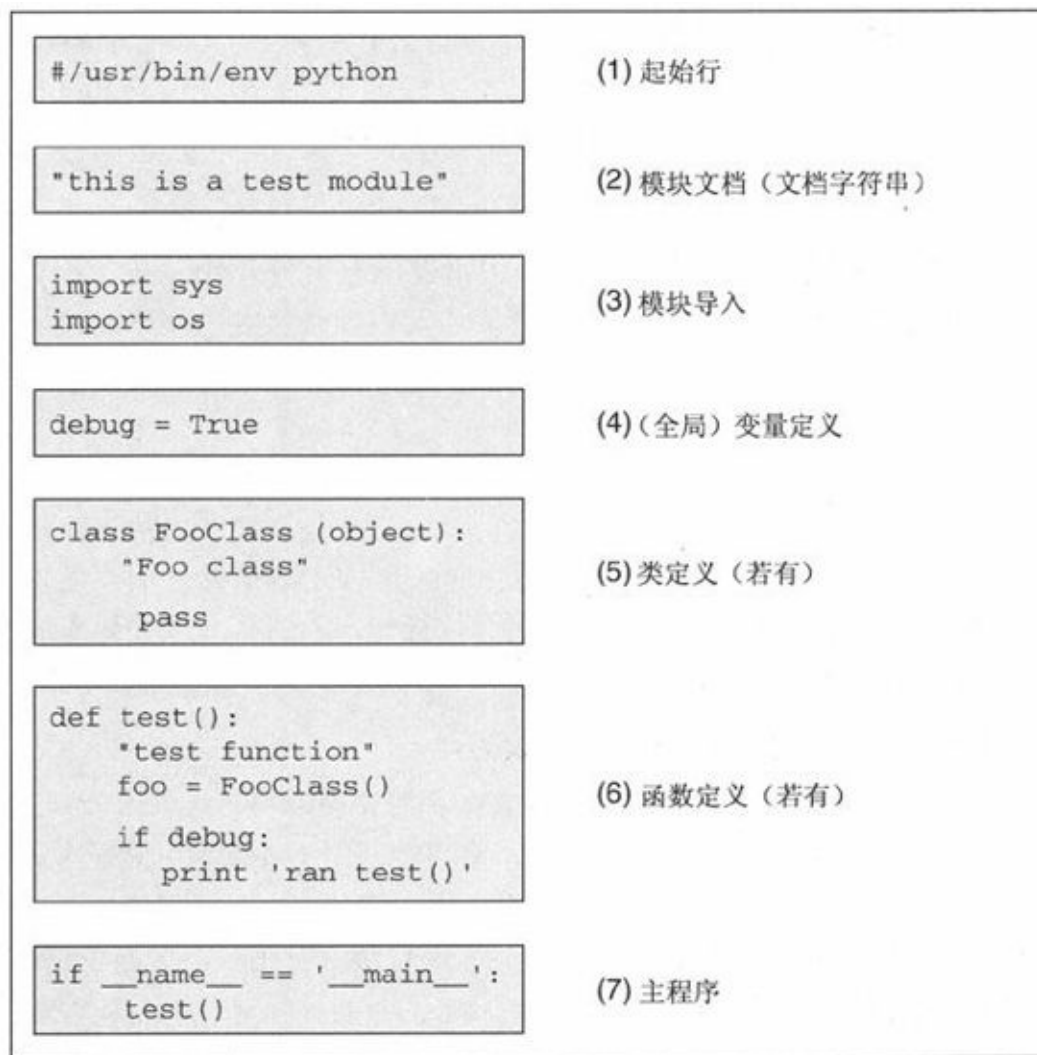 #/usr/bin/env python
(1) 起始行
"this is a test module"
(2) 模块文档（文档字符串）
import sys
import os
(3) 模块导入
debug = True
(4)（全局）变量定义
class FooClass (object):
"Foo class"
pass
(5) 类定义（若有）
def test():
"test function"
foo = FooClass()
if debug:
print 'ran test()'
(6) 函数定义（若有）
if __name__ == '__main__':
test()
(7) 主程序